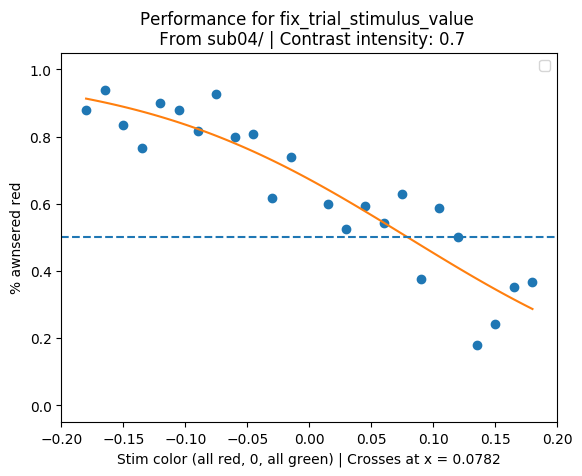 Performance for fix_trial_stimulus_value
From sub04/ | Contrast intensity: 0.7
1.0
0.8
0.6
0.4
0.2
0.0
% awnsered red
−0.20 −0.15 −0.10 −0.05 0.00 0.05 0.10 0.15 0.20
Stim color (all red, 0, all green) | Crosses at x = 0.0782